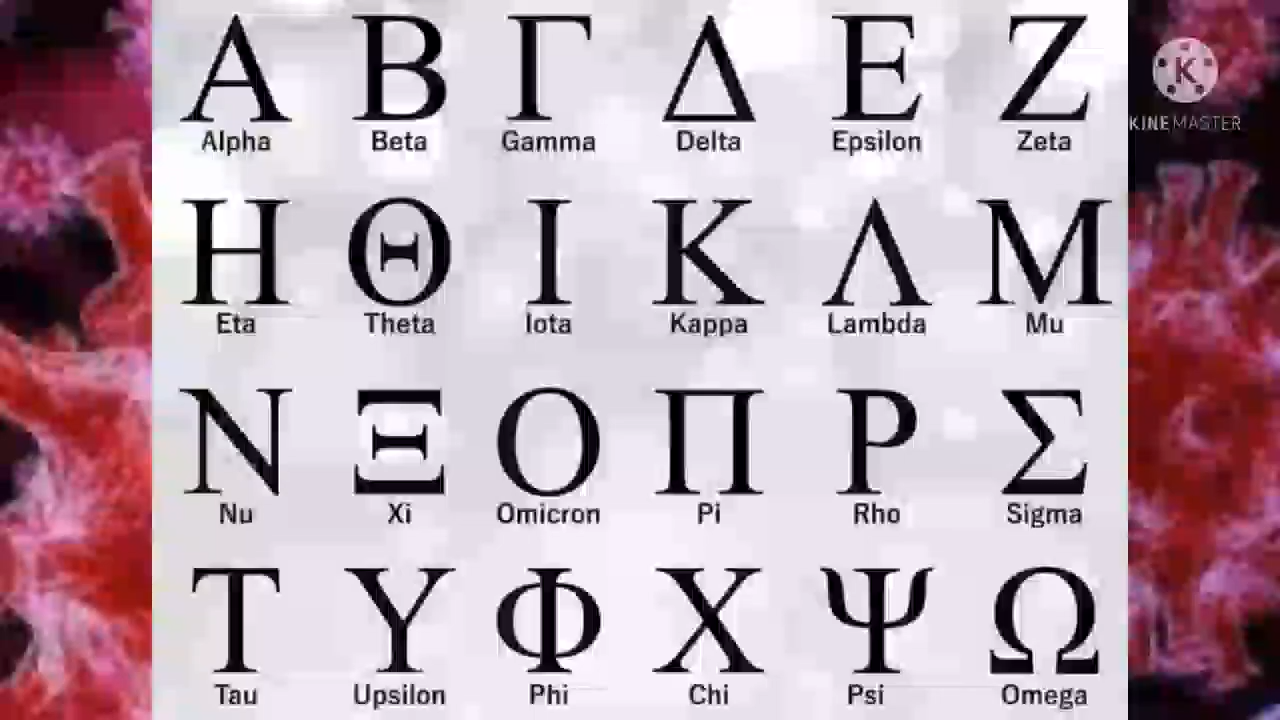 Α Β Γ Δ Ε Ζ
Alpha Beta Gamma Delta Epsilon Zeta
Η Θ Ι Κ Λ Μ
Eta Theta Iota Kappa Lambda Mu
Ν Ξ Ο Π Ρ Σ
Nu Xi Omicron Pi Rho Sigma
Τ Υ Φ Χ Ψ Ω
Tau Upsilon Phi Chi Psi Omega
K
KINEMASTER